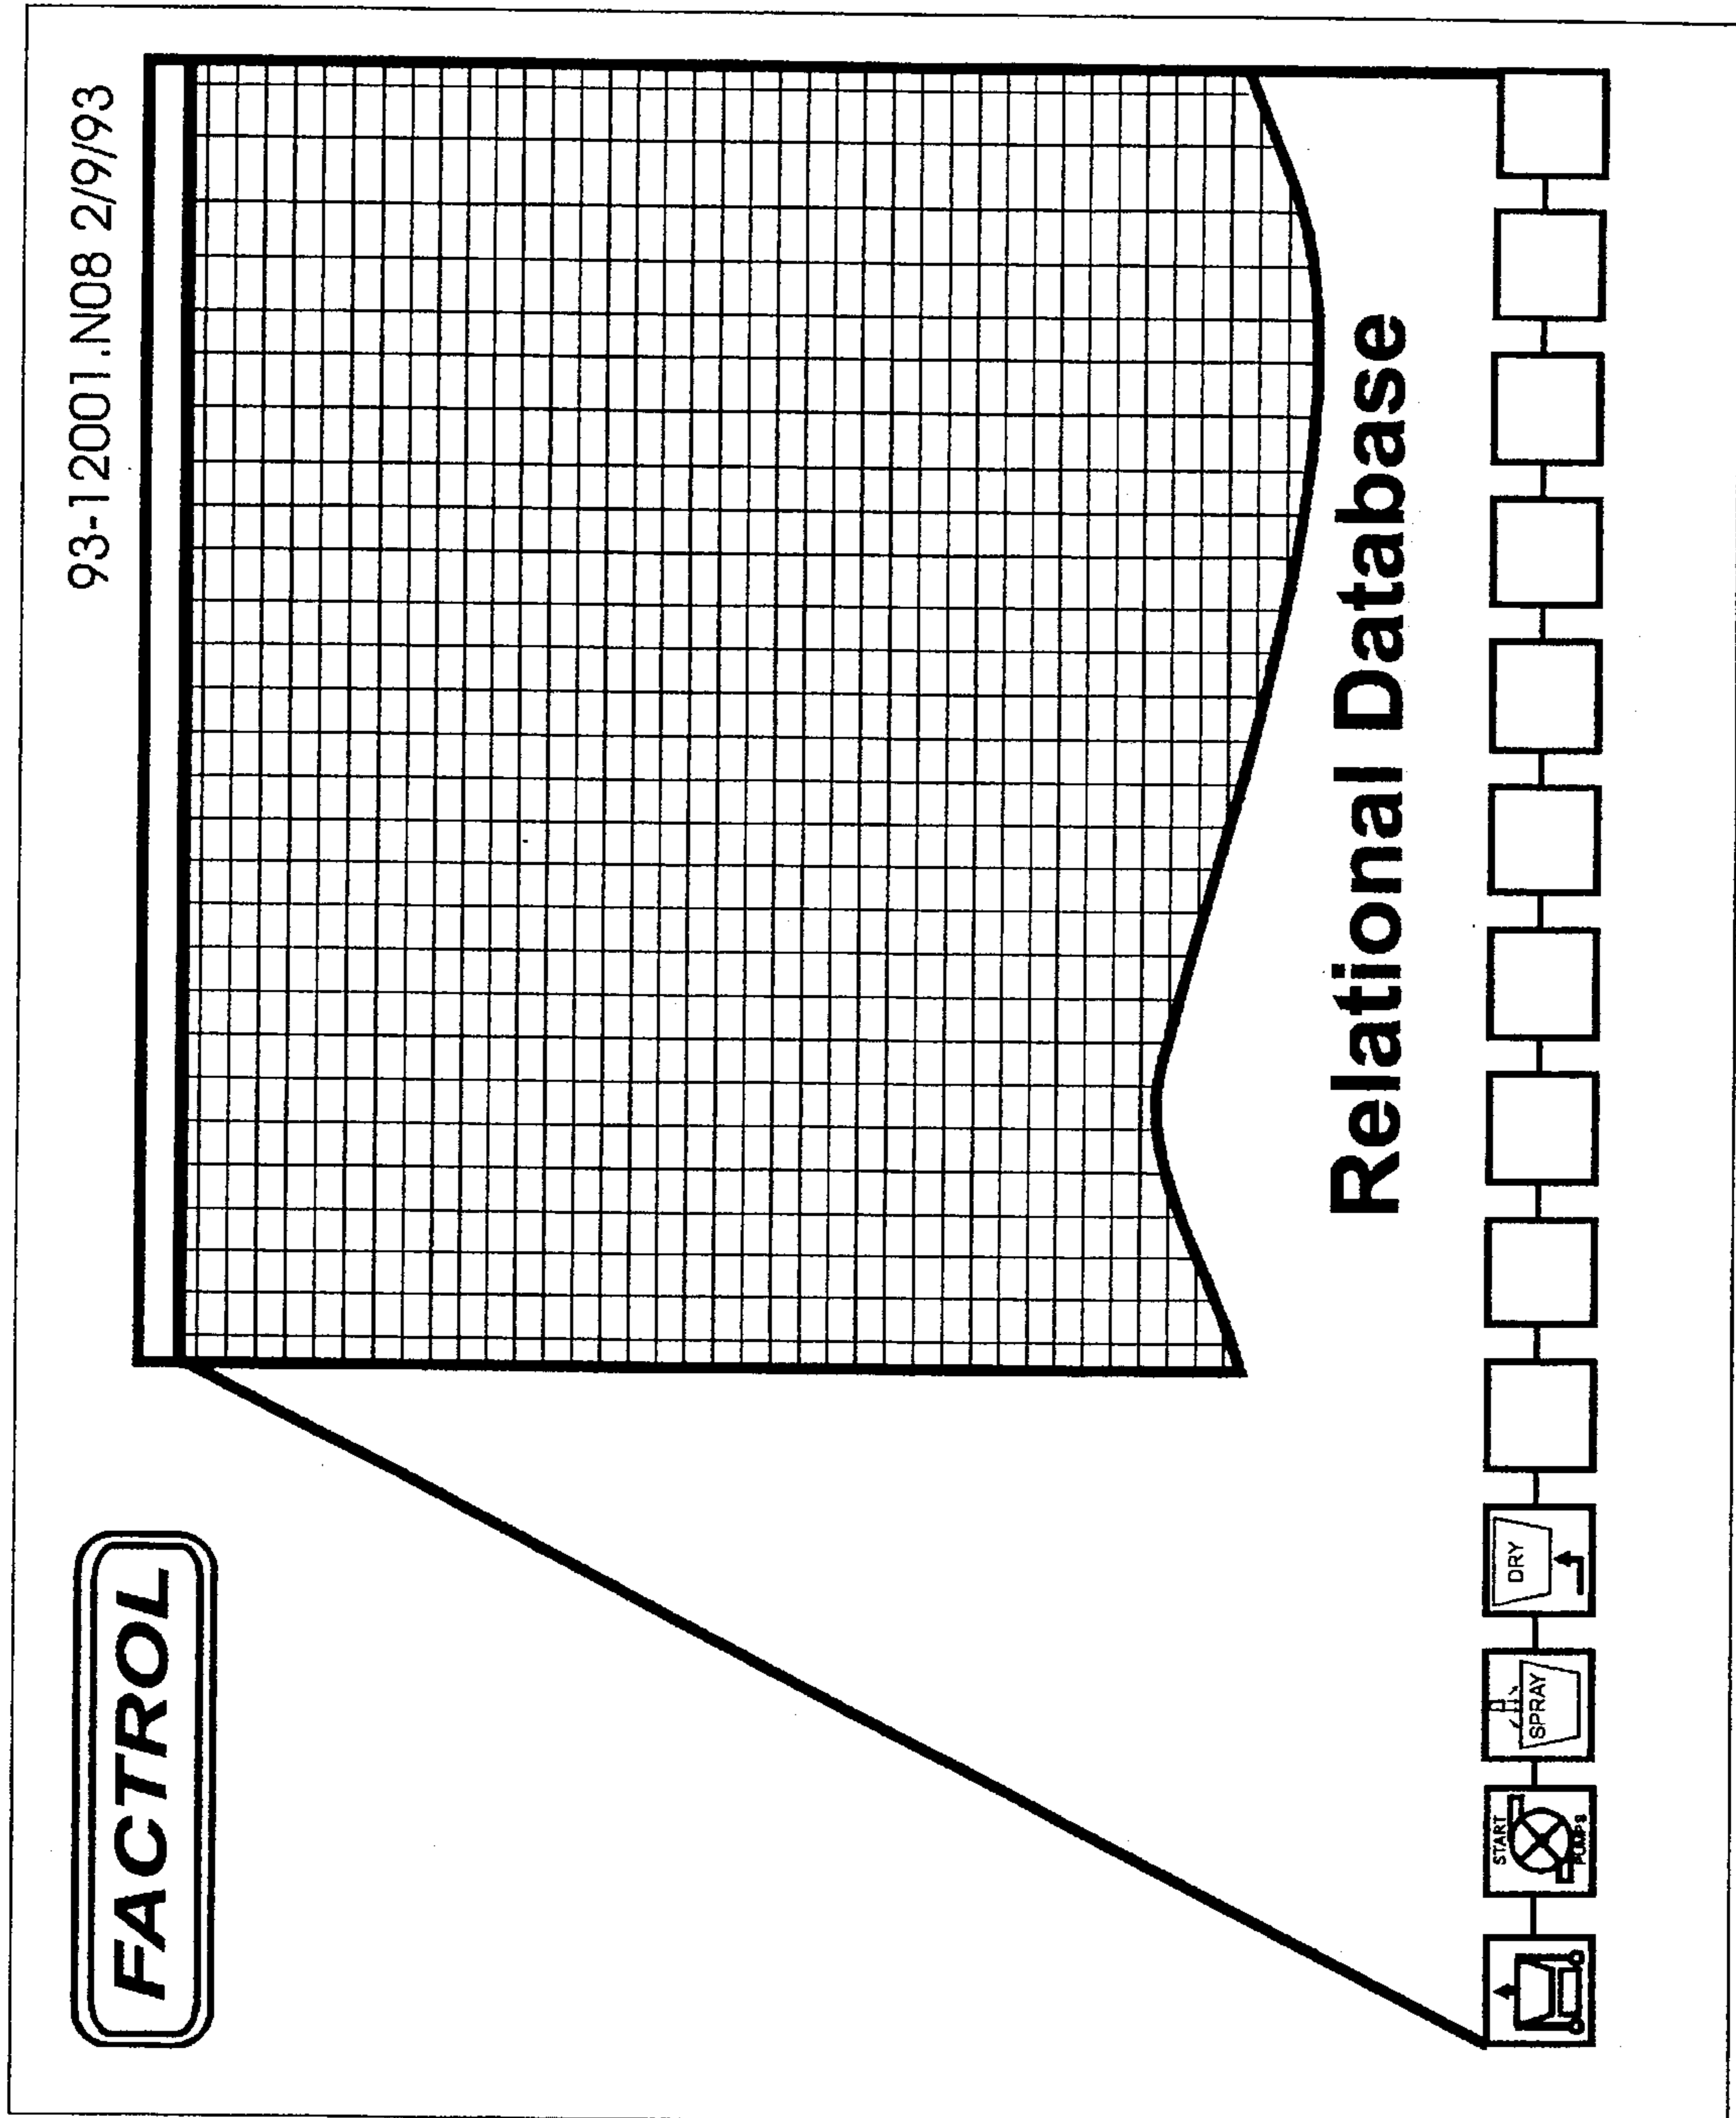 FACTROL
93-12001.N08 2/9/93
Relational Database
START
PUMPS
SPRAY
DRY